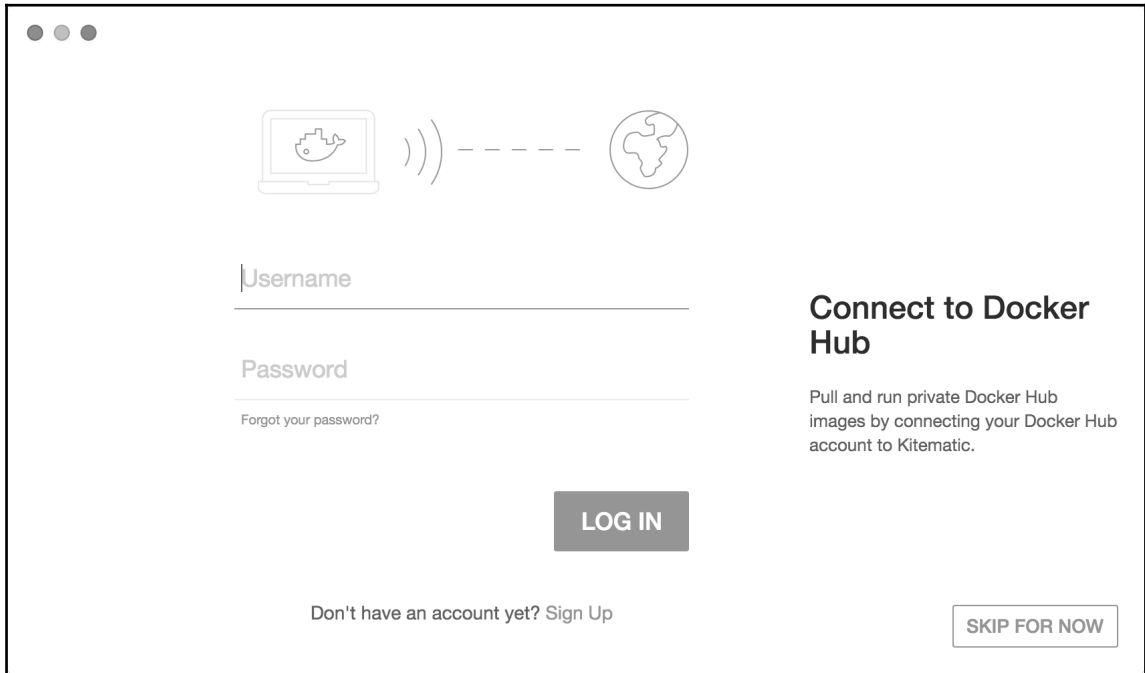 Username
Password
Forgot your password?
LOG IN
Don't have an account yet? Sign Up
Connect to Docker
Hub
Pull and run private Docker Hub
images by connecting your Docker Hub
account to Kitematic.
SKIP FOR NOW